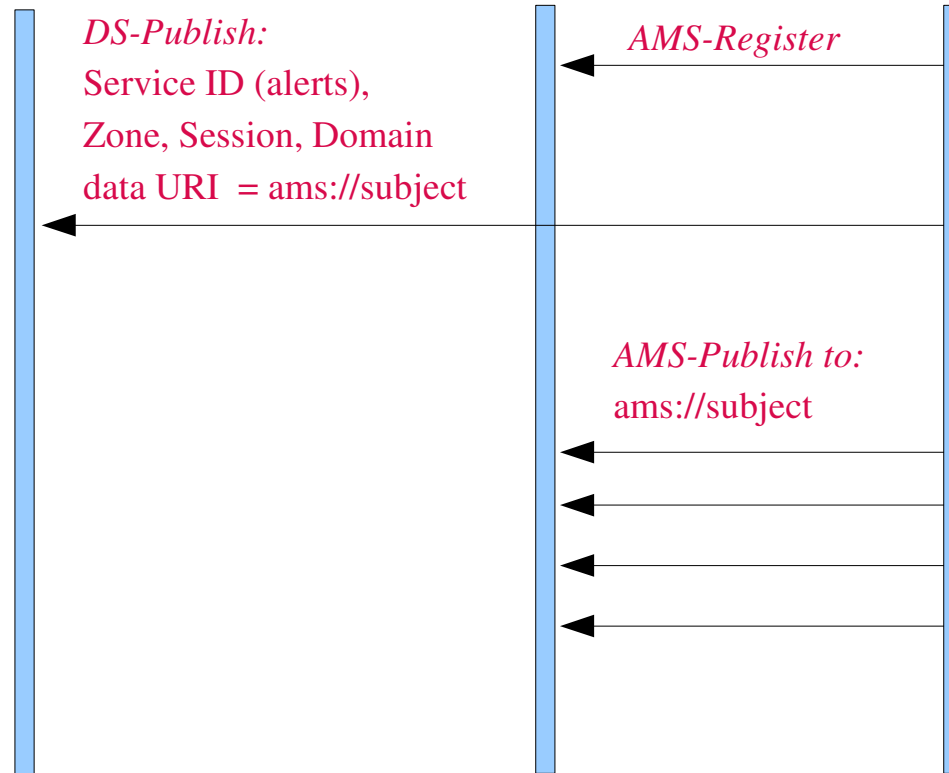 DS-Publish:
Service ID (alerts),
Zone, Session, Domain
data URI = ams://subject
AMS-Register
AMS-Publish to:
ams://subject